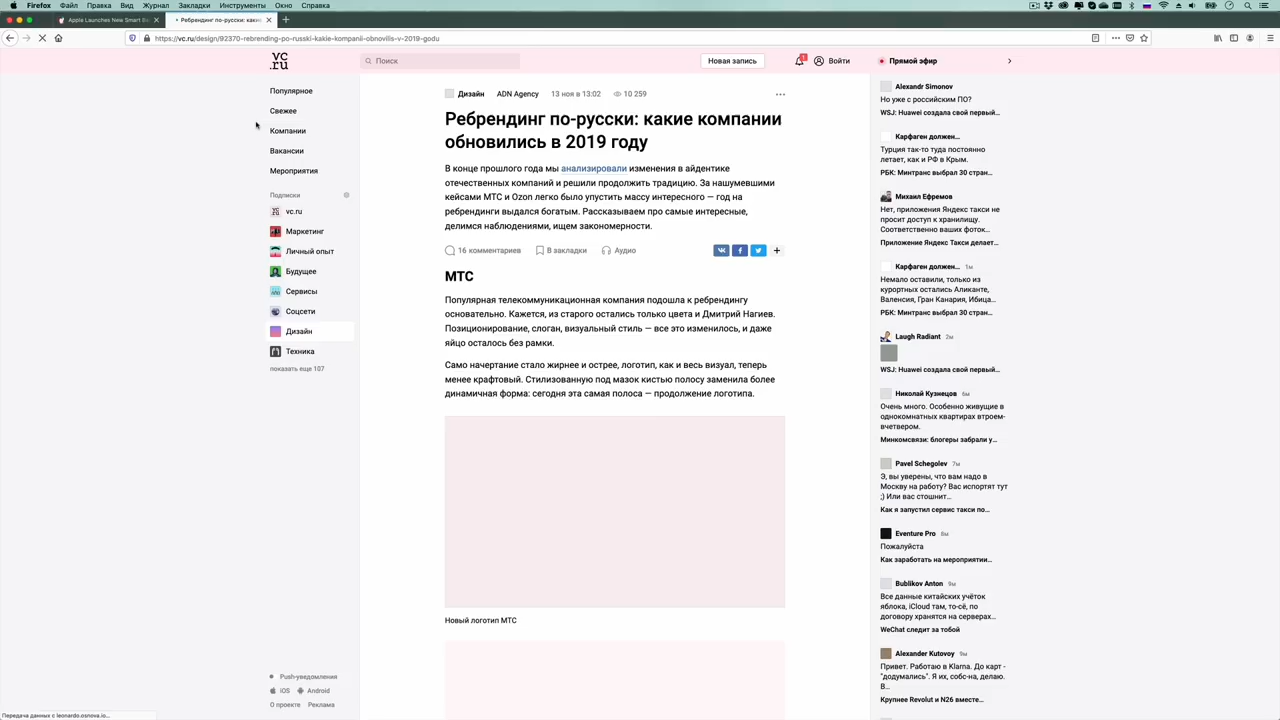 Firefox Файл Правка Вид Журнал Закладки Инструменты Окно Справка
Apple Launches New Smart Bat
Ребрендинг по-русски: какие
https://vc.ru/design/92370-rebrending-po-russki-kakie-kompanii-obnovilis-v-2019-godu
vc
.ru
Поиск
Новая запись
1
Войти
Прямой эфир
Популярное
Свежее
Компании
Вакансии
Мероприятия
Подписки
vc.ru
Маркетинг
Личный опыт
Будущее
Сервисы
Соцсети
Дизайн
Техника
показать еще 107
Push-уведомления
iOS Android
О проекте Реклама
Передача данных с leonardo.osnova.io...
Дизайн ADN Agency 13 ноя в 13:02 10 259
Ребрендинг по-русски: какие компании
обновились в 2019 году
В конце прошлого года мы анализировали изменения в айдентике
отечественных компаний и решили продолжить традицию. За нашумевшими
кейсами МТС и Ozon легко было упустить массу интересного — год на
ребрендинги выдался богатым. Рассказываем про самые интересные,
делимся наблюдениями, ищем закономерности.
16 комментариев В закладки Аудио
МТС
Популярная телекоммуникационная компания подошла к ребрендингу
основательно. Кажется, из старого остались только цвета и Дмитрий Нагиев.
Позиционирование, слоган, визуальный стиль — все это изменилось, и даже
яйцо осталось без рамки.
Само начертание стало жирнее и острее, логотип, как и весь визуал, теперь
менее крафтовый. Стилизованную под мазок кистью полосу заменила более
динамичная форма: сегодня эта самая полоса — продолжение логотипа.
Новый логотип МТС
Alexandr Simonov
Но уже с российским ПО?
WSJ: Huawei создала свой первый...
Карфаген должен...
Турция так-то туда постоянно
летает, как и РФ в Крым.
РБК: Минтранс выбрал 30 стран...
Михаил Ефремов
Нет, приложения Яндекс такси не
просит доступ к хранилищу.
Соответственно ваших фоток...
Приложение Яндекс Такси делает...
Карфаген должен... 1м
Немало оставили, только из
курортных остались Аликанте,
Валенсия, Гран Канария, Ибица...
РБК: Минтранс выбрал 30 стран...
Laugh Radiant 2м
WSJ: Huawei создала свой первый...
Николай Кузнецов 6м
Очень много. Особенно живущие в
однокомнатных квартирах втроем-
вчетвером.
Минкомсвязи: блогеры забрали у...
Pavel Schegolev 7м
Э, вы уверены, что вам надо в
Москву на работу? Вас испортят тут
;) Или вас стошнит...
Как я запустил сервис такси по...
Eventure Pro 8м
Пожалуйста
Как заработать на мероприятии...
Bublikov Anton 9м
Все данные китайских учёток
яблока, iCloud там, то-сё, по
договору хранятся на серверах...
WeChat следит за тобой
Alexander Kutovoy 9м
Привет. Работаю в Klarna. До карт -
"додумались". Я их, собс-на, делаю.
В...
Крупнее Revolut и N26 вместе...